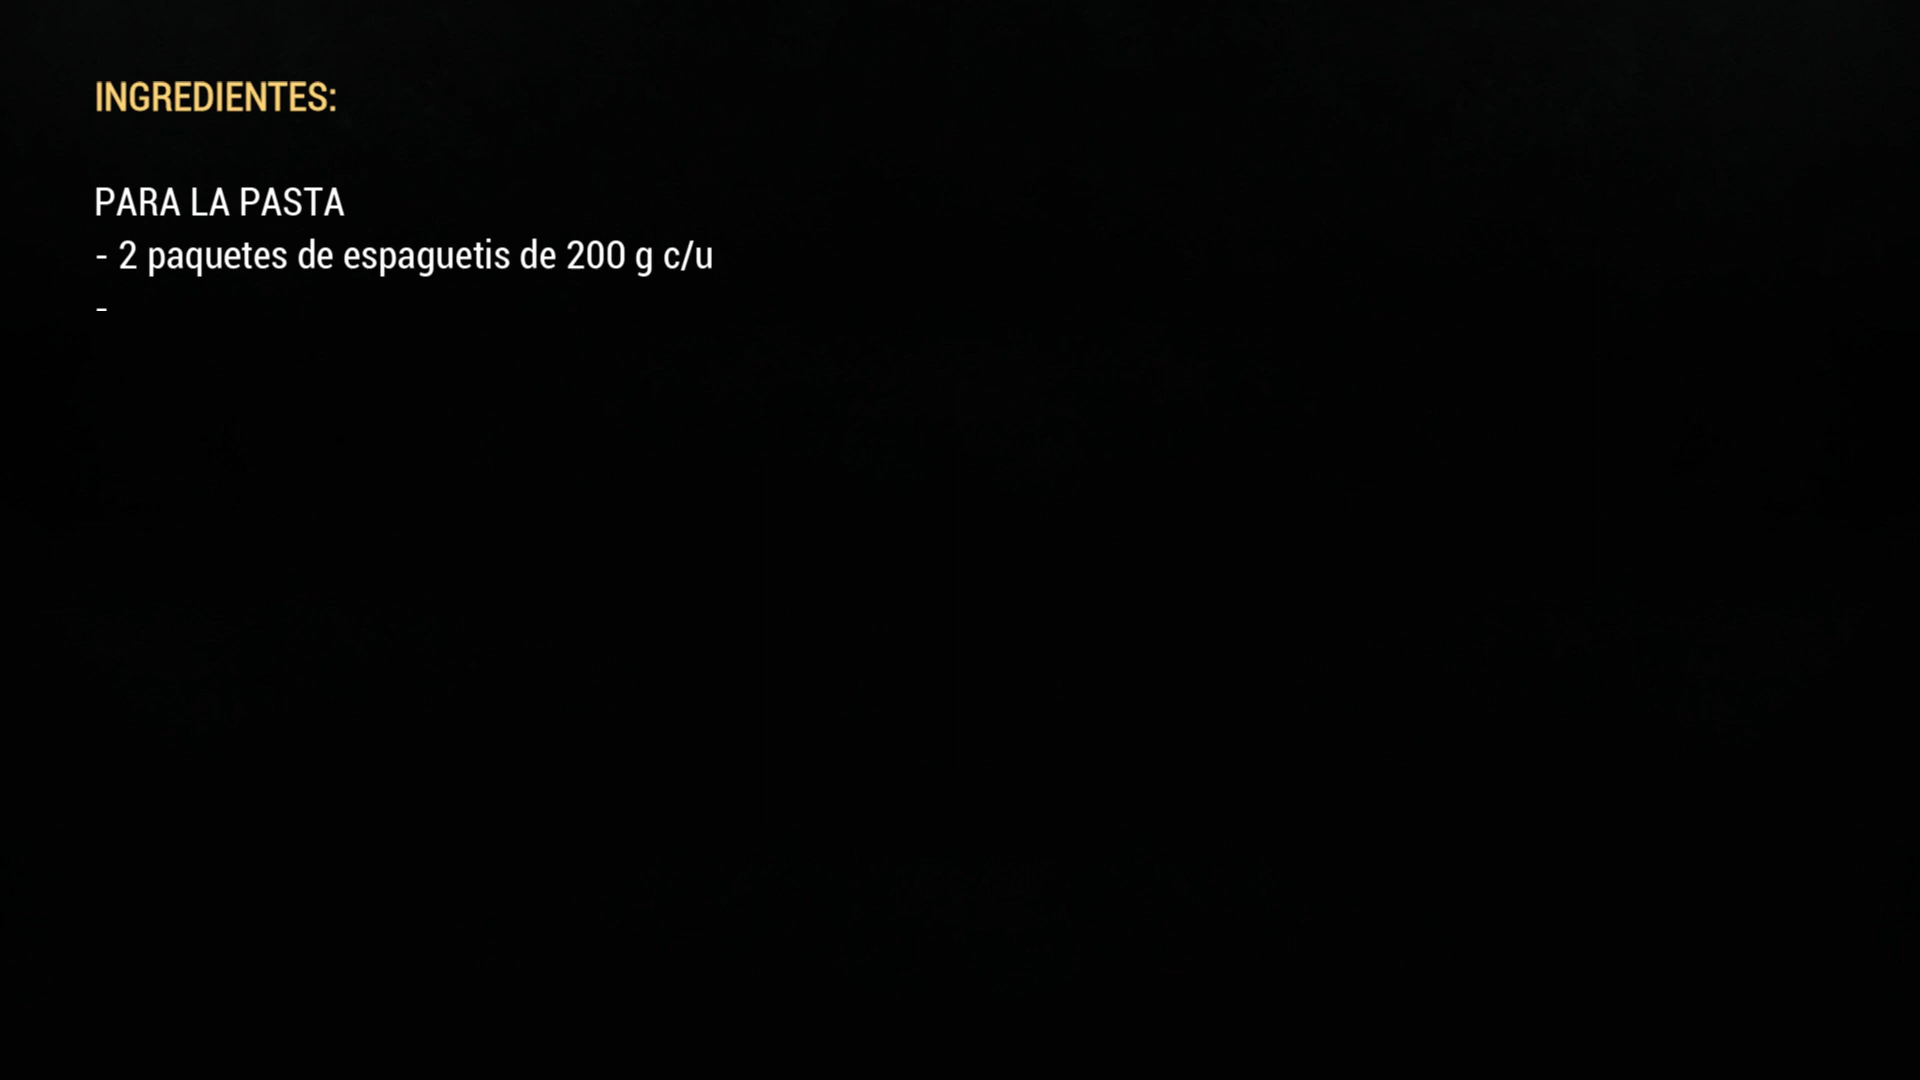 INGREDIENTES:
PARA LA PASTA
- 2 paquetes de espaguetis de 200 g c/u
-